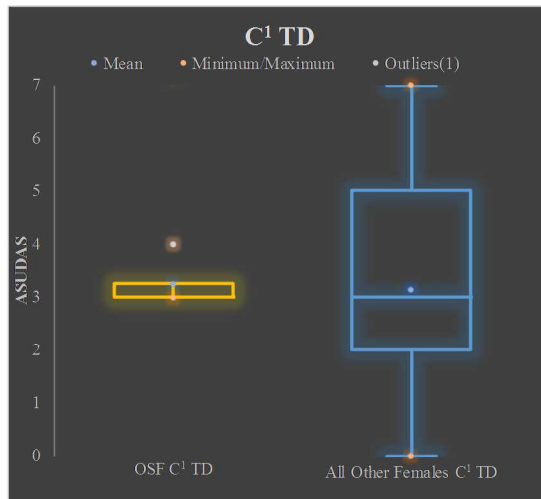 C¹ TD
Mean Minimum/Maximum Outliers(1)
7
6
5
4
3
2
1
0
ASUDAS
OSF C¹ TD
All Other Females C¹ TD